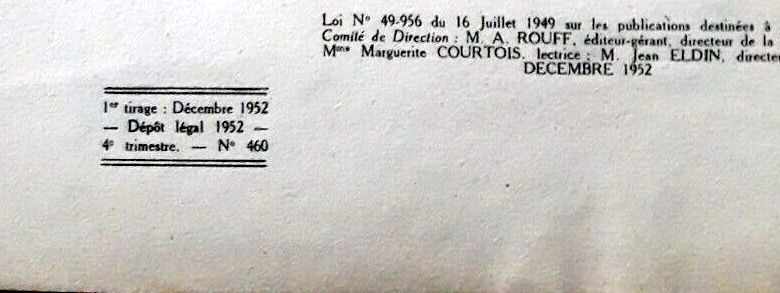 Loi N° 49-956 du 16 Juillet 1949 sur les publications destinées à
Comité de Direction : M. A. ROUFF, éditeur-gérant, directeur de la
Mme Marguerite COURTOIS, lectrice ; M. Jean ELDIN, directeu
DECEMBRE 1952
1er tirage : Décembre 1952
— Dépôt légal 1952 —
4e trimestre. — N° 460